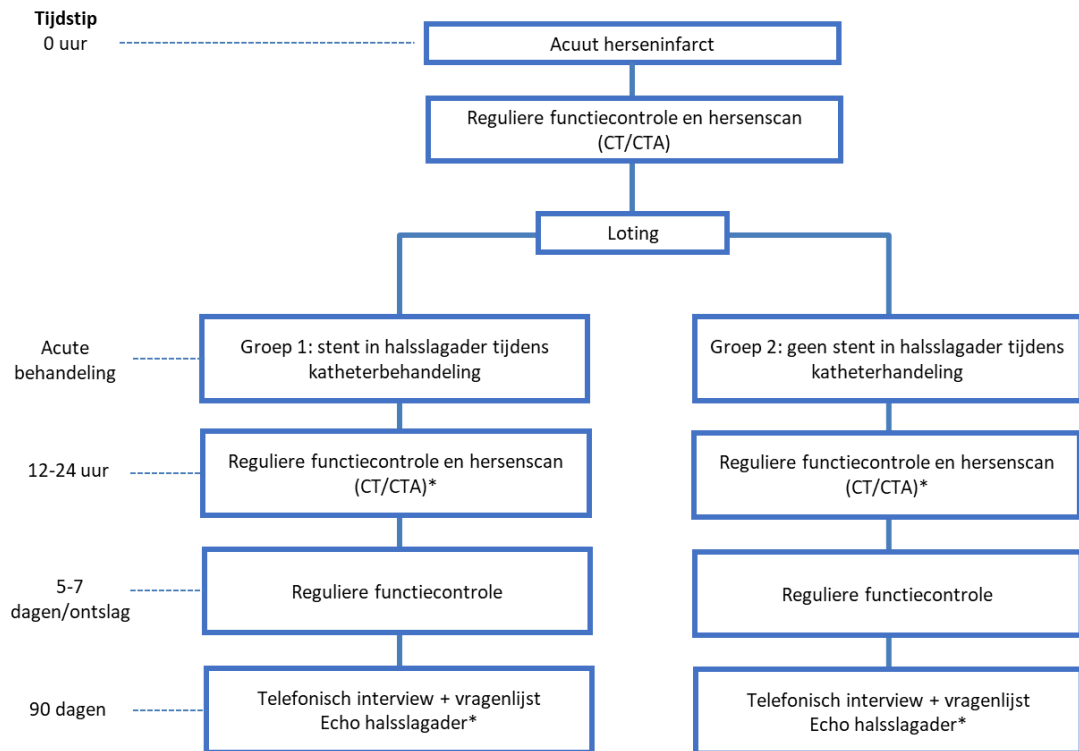 Tijdstip
0 uur
Acuut herseninfarct
Reguliere functiecontrole en hersenscan
(CT/CTA)
Loting
Acute
behandeling
Groep 1: stent in halsslagader tijdens
katheterbehandeling
Groep 2: geen stent in halsslagader tijdens
katheterhandeling
12-24 uur
Reguliere functiecontrole en hersenscan
(CT/CTA)*
Reguliere functiecontrole en hersenscan
(CT/CTA)*
5-7
dagen/ontslag
Reguliere functiecontrole
Reguliere functiecontrole
90 dagen
Telefonisch interview + vragenlijst
Echo halsslagader*
Telefonisch interview + vragenlijst
Echo halsslagader*